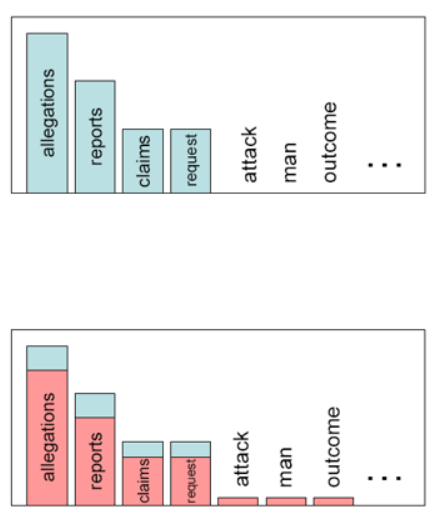 allegations
reports
claims
request
attack
man
outcome
...
allegations
reports
claims
request
attack
man
outcome
...